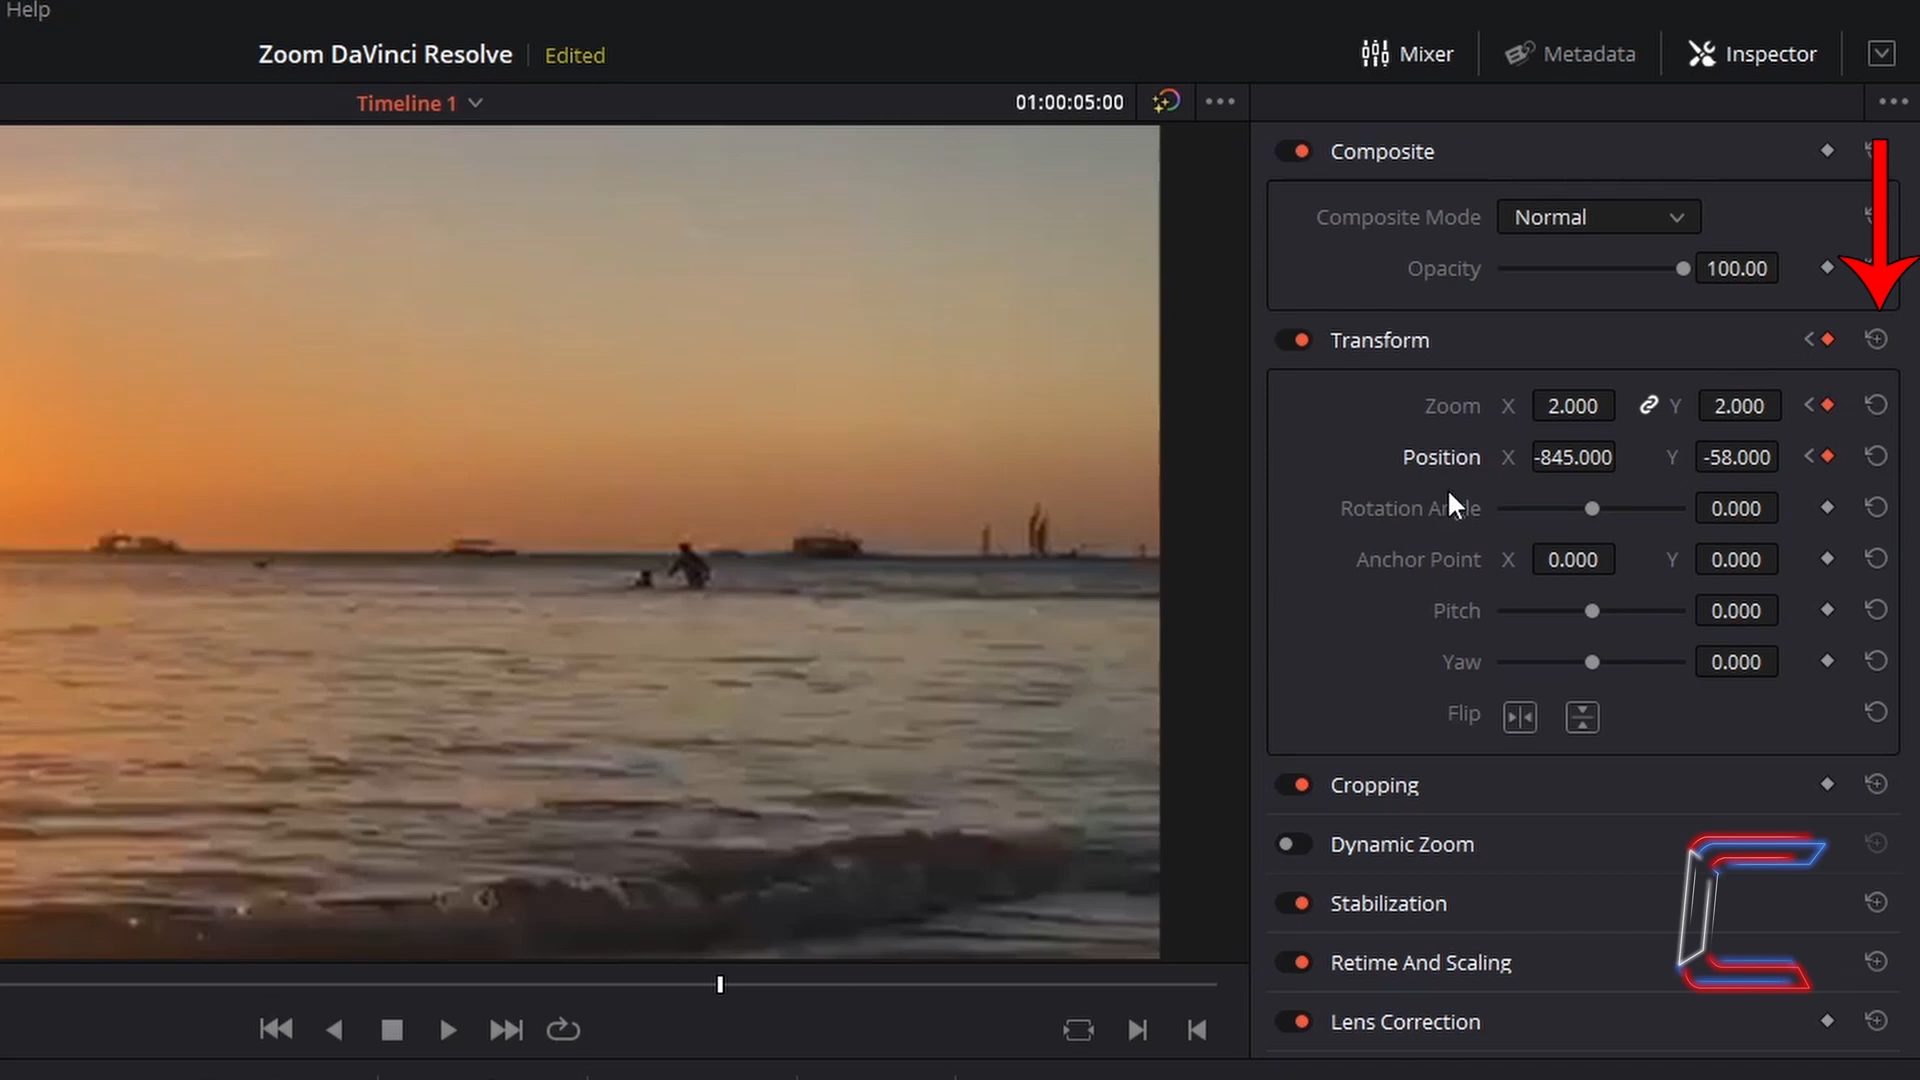 Help
Zoom DaVinci Resolve Edited
Mixer Metadata Inspector
Timeline 1 01:00:05:00
Composite
Composite Mode Normal
Opacity 100.00
Transform
Zoom X 2.000 Y 2.000
Position X -845.000 Y -58.000
Rotation Angle 0.000
Anchor Point X 0.000 Y 0.000
Pitch 0.000
Yaw 0.000
Flip
Cropping
Dynamic Zoom
Stabilization
Retime And Scaling
Lens Correction